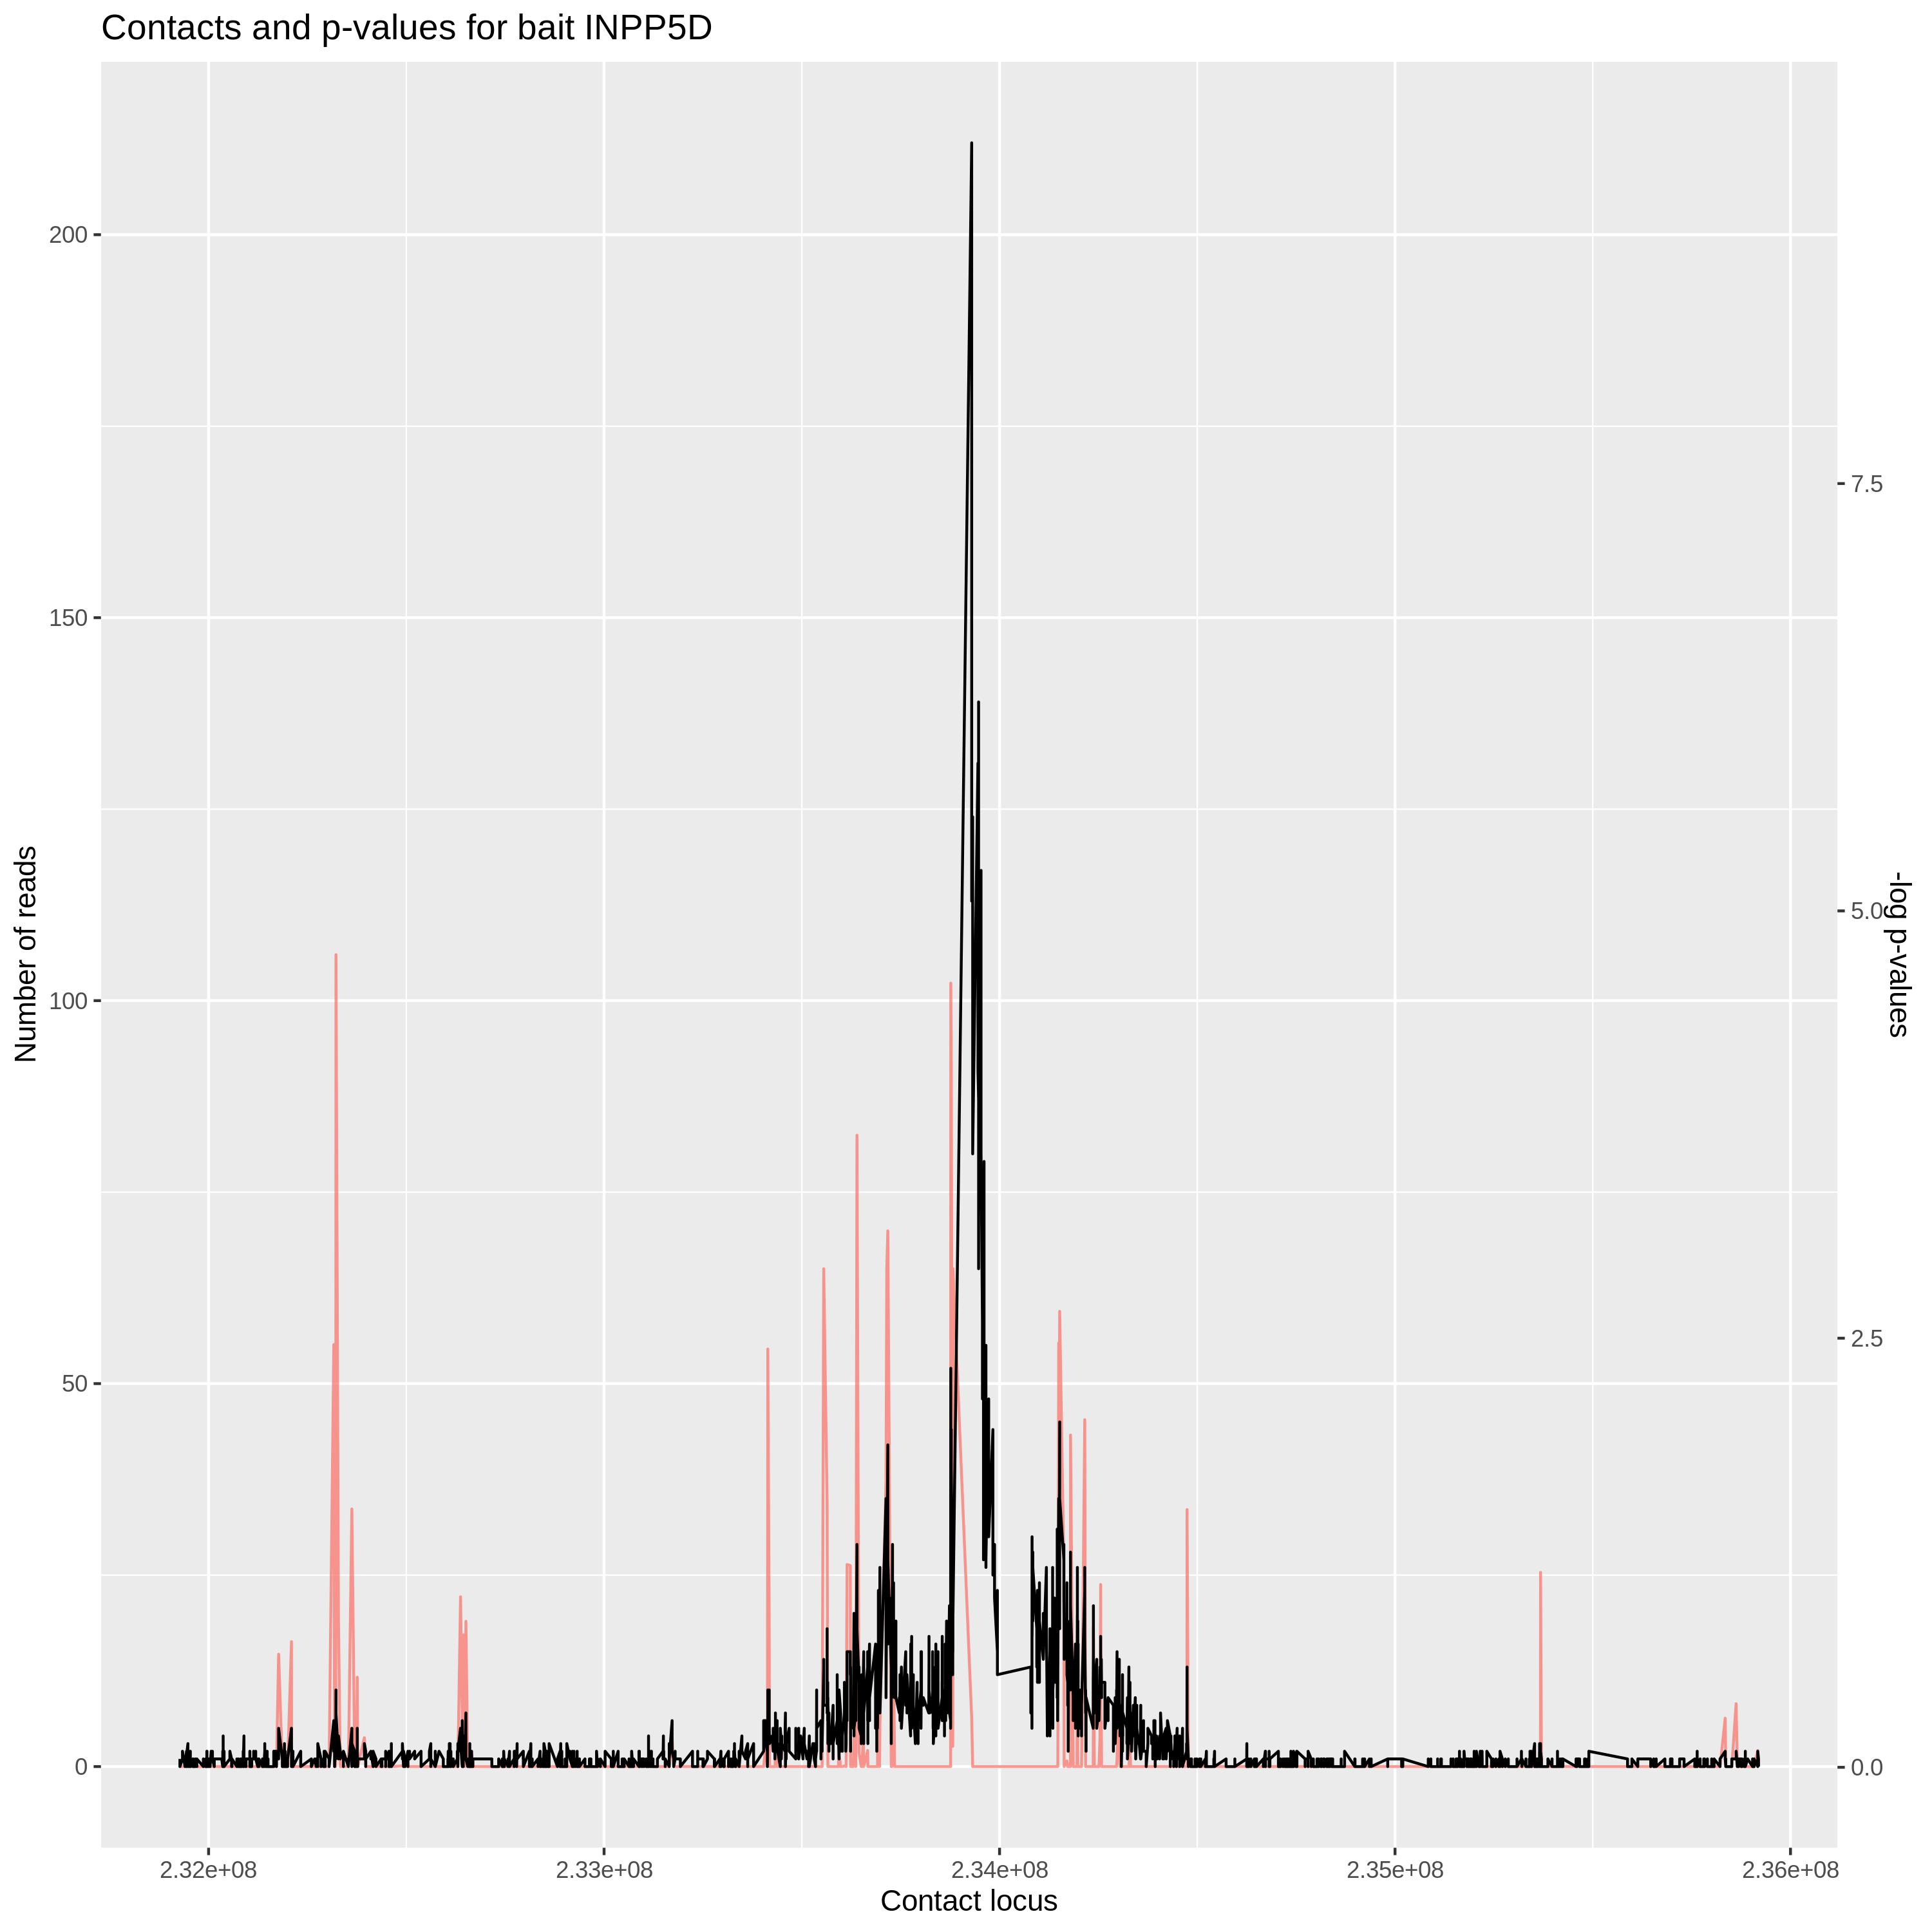 Contacts and p-values for bait INPP5D
200
150
100
50
0
Number of reads
7.5
5.0
2.5
0.0
-log p-values
2.32e+08
2.33e+08
2.34e+08
2.35e+08
2.36e+08
Contact locus